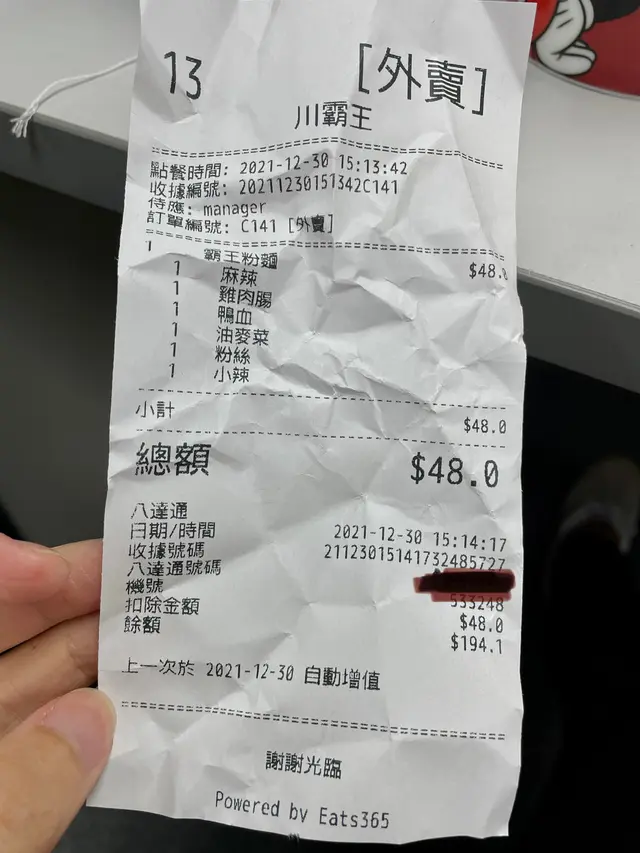 13 [外賣]
川霸王
點餐時間: 2021-12-30 15:13:42
收據編號: 20211230151342C141
侍應: manager
訂單編號: C141 [外賣]
1 霸王粉麵 $48.0
1 麻辣
1 雞肉腸
1 鴨血
1 油麥菜
1 粉絲
1 小辣
小計 $48.0
總額 $48.0
八達通
日期/時間 2021-12-30 15:14:17
收據號碼 21123015141732485727
八達通號碼
機號 533248
扣除金額 $48.0
餘額 $194.1
上一次於 2021-12-30 自動增值
謝謝光臨
Powered by Eats365